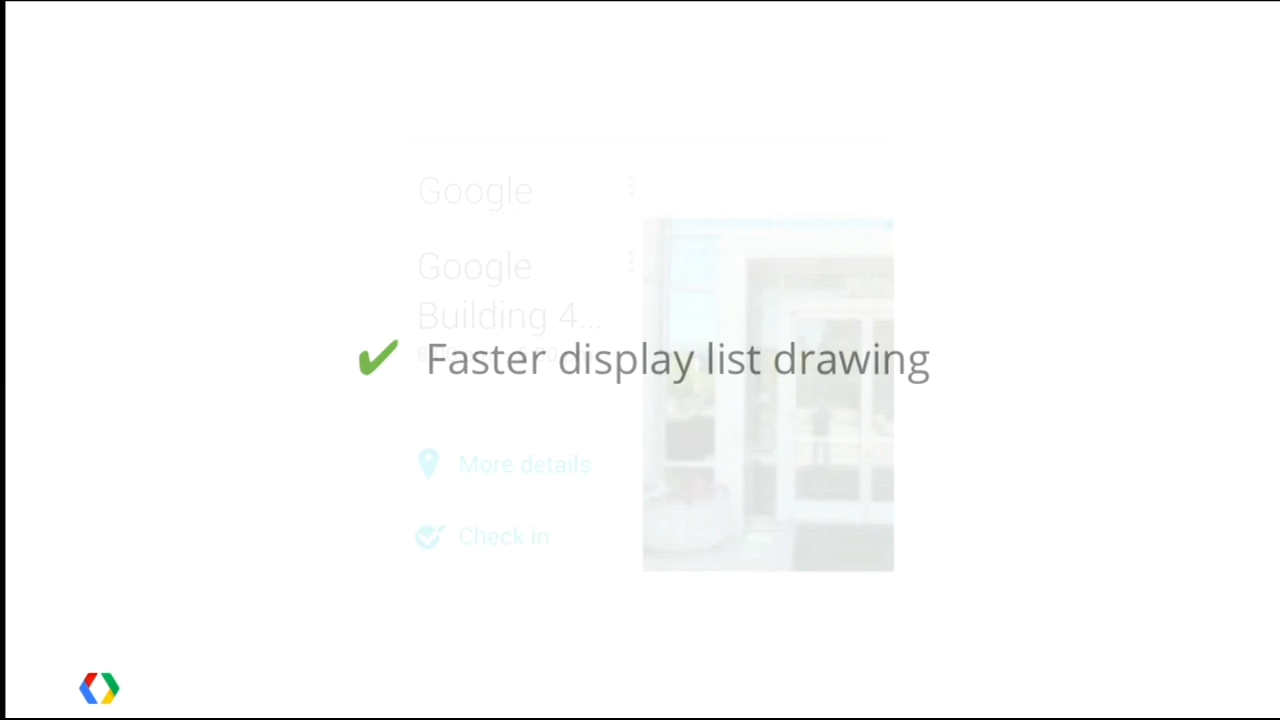 Google
Google
Building 4...
✔ Faster display list drawing
More details
Check in